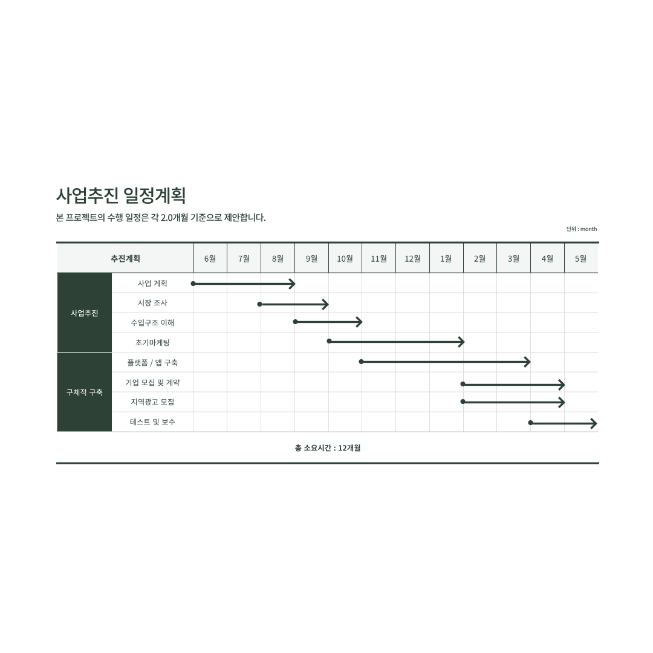 사업추진 일정계획
본 프로젝트의 수행 일정은 각 2.0개월 기준으로 제안합니다.
단위 : month
추진계획 6월 7월 8월 9월 10월 11월 12월 1월 2월 3월 4월 5월
사업추진
사업 계획
시장 조사
수입구조 이해
초기마케팅
구체적 구축
플랫폼 / 앱 구축
기업 모집 및 계약
지역광고 모집
테스트 및 보수
총 소요시간 : 12개월